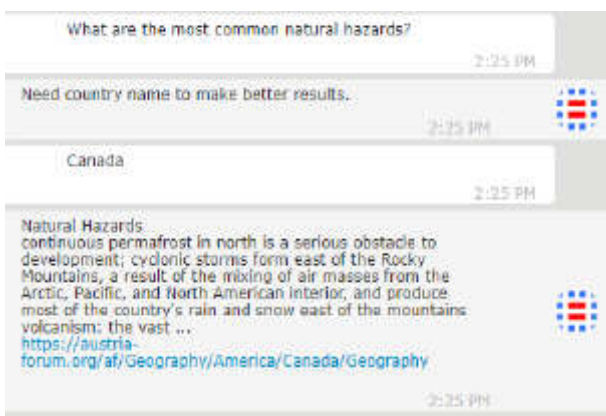 What are the most common natural hazards?
2:25 PM
Need country name to make better results.
2:25 PM
Canada
2:25 PM
Natural Hazards
continuous permafrost in north is a serious obstacle to
development; cyclonic storms form east of the Rocky
Mountains, a result of the mixing of air masses from the
Arctic, Pacific, and North American interior, and produce
most of the country's rain and snow east of the mountains
volcanism: the vast ...
https://austria-
forum.org/af/Geography/America/Canada/Geography
2:25 PM